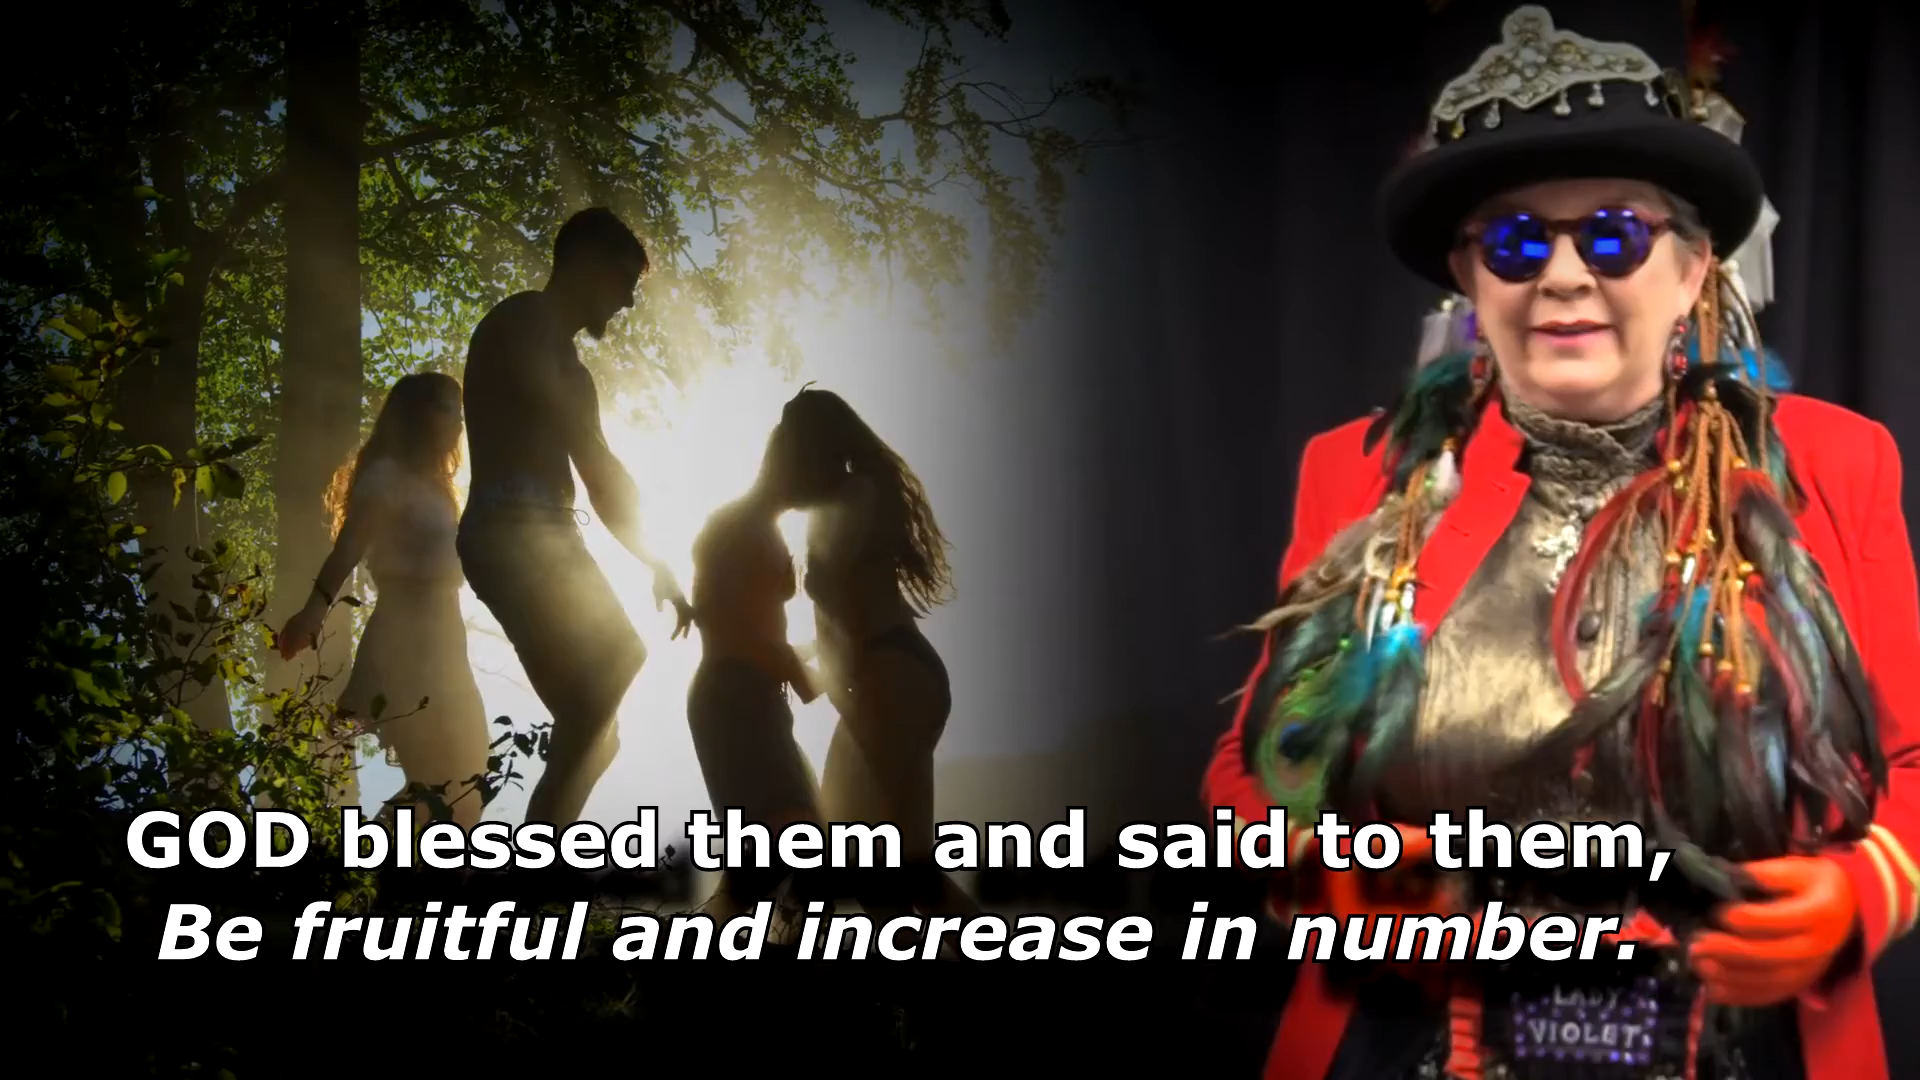 GOD blessed them and said to them,
Be fruitful and increase in number.
LADY
VIOLET